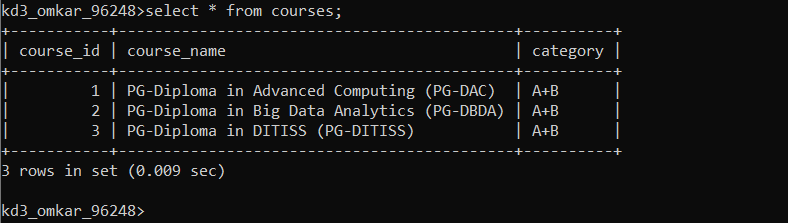 kd3_omkar_96248>select * from courses;
+-----------+-------------------------------------------+----------+
| course_id | course_name                               | category |
+-----------+-------------------------------------------+----------+
|         1 | PG-Diploma in Advanced Computing (PG-DAC)  | A+B      |
|         2 | PG-Diploma in Big Data Analytics (PG-DBDA) | A+B      |
|         3 | PG-Diploma in DITISS (PG-DITISS)           | A+B      |
+-----------+-------------------------------------------+----------+
3 rows in set (0.009 sec)
kd3_omkar_96248>